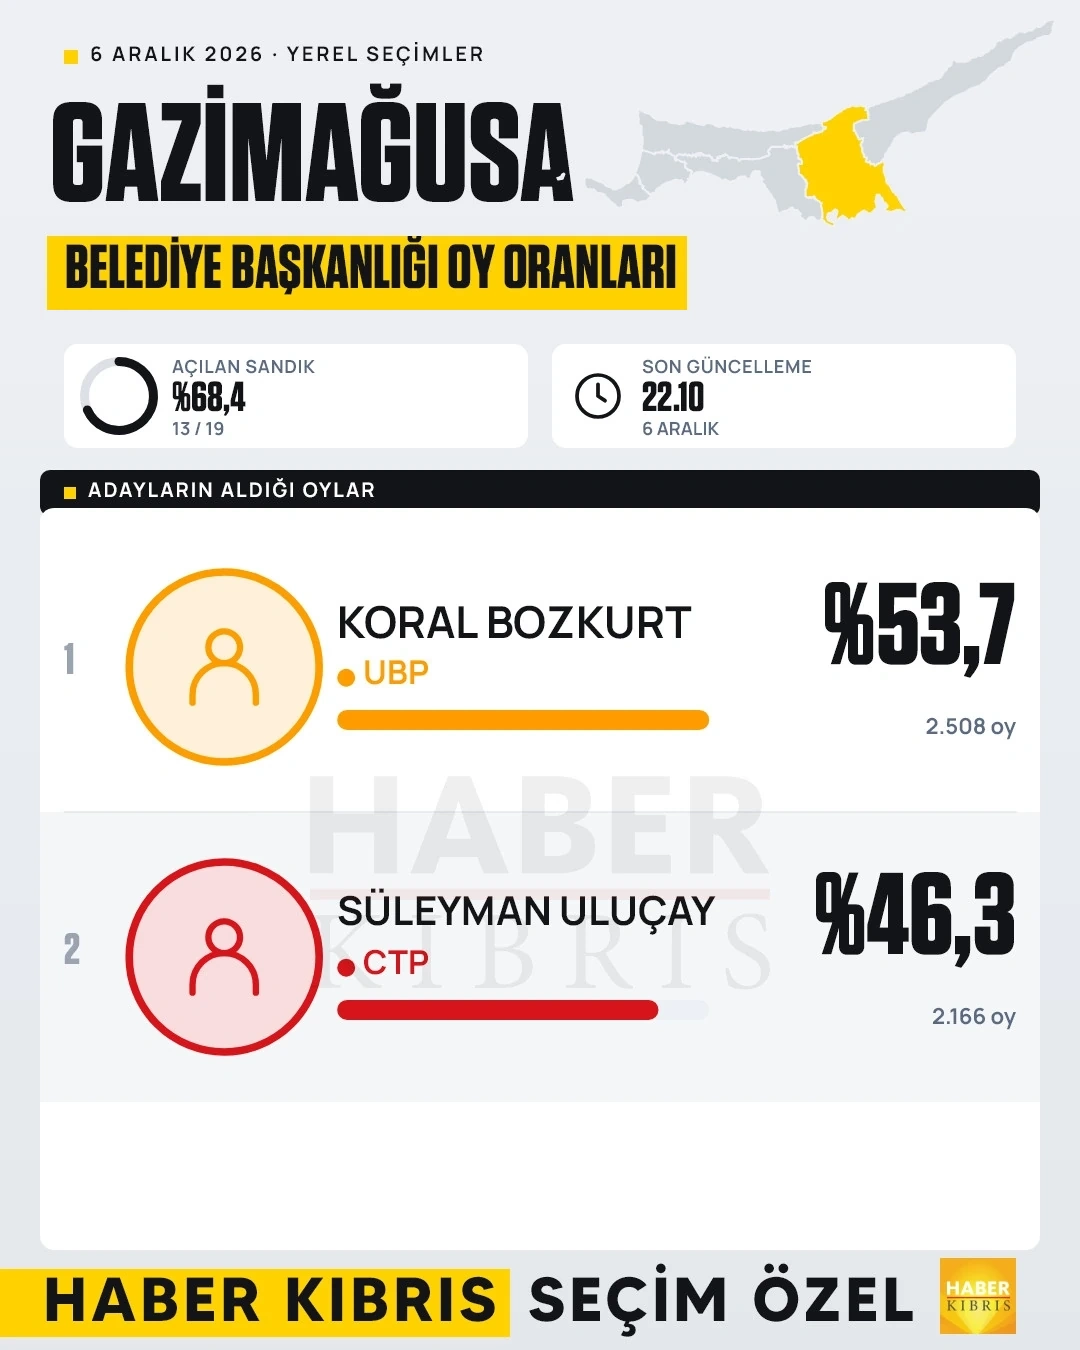 6 ARALIK 2026 · YEREL SEÇİMLER
GAZİMAĞUSA
BELEDİYE BAŞKANLIĞI OY ORANLARI
AÇILAN SANDIK
%68,4
13 / 19
SON GÜNCELLEME
22.10
6 ARALIK
ADAYLARIN ALDIĞI OYLAR
1
KORAL BOZKURT
UBP
%53,7
2.508 oy
HABER
KIBRIS
2
SÜLEYMAN ULUÇAY
CTP
%46,3
2.166 oy
HABER KIBRIS SEÇİM ÖZEL
HABER
KIBRIS